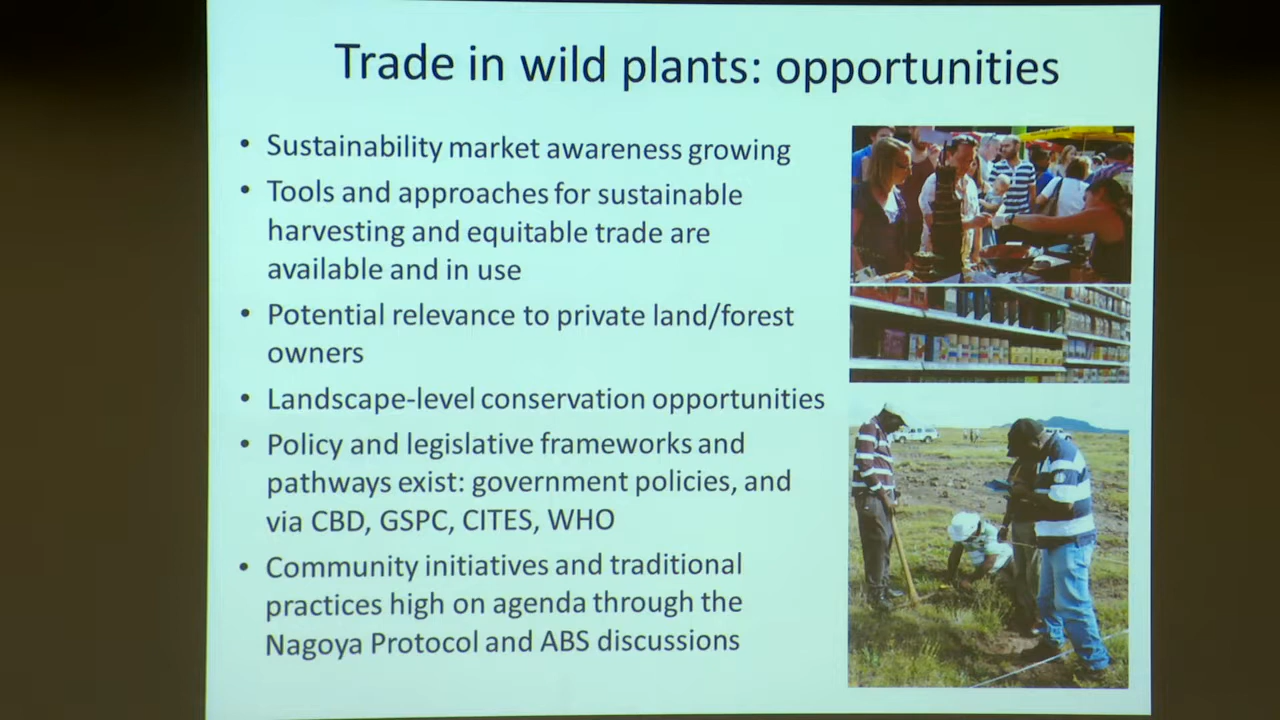 Trade in wild plants: opportunities
• Sustainability market awareness growing
• Tools and approaches for sustainable
harvesting and equitable trade are
available and in use
• Potential relevance to private land/forest
owners
• Landscape-level conservation opportunities
• Policy and legislative frameworks and
pathways exist: government policies, and
via CBD, GSPC, CITES, WHO
• Community initiatives and traditional
practices high on agenda through the
Nagoya Protocol and ABS discussions